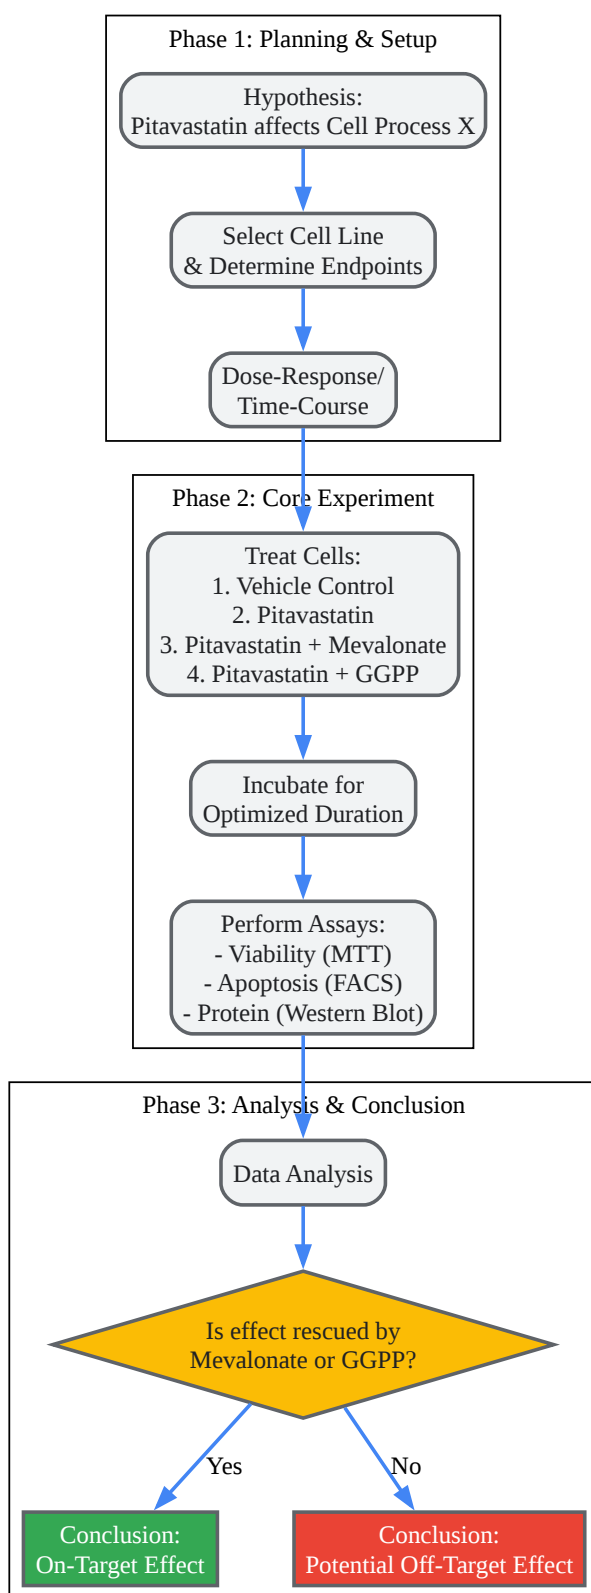 Phase 1: Planning & Setup
Hypothesis:
Pitavastatin affects Cell Process X
Select Cell Line
& Determine Endpoints
Dose-Response/
Time-Course
Phase 2: Core Experiment
Treat Cells:
1. Vehicle Control
2. Pitavastatin
3. Pitavastatin + Mevalonate
4. Pitavastatin + GGPP
Incubate for
Optimized Duration
Perform Assays:
- Viability (MTT)
- Apoptosis (FACS)
- Protein (Western Blot)
Phase 3: Analysis & Conclusion
Data Analysis
Is effect rescued by
Mevalonate or GGPP?
Yes
No
Conclusion:
On-Target Effect
Conclusion:
Potential Off-Target Effect